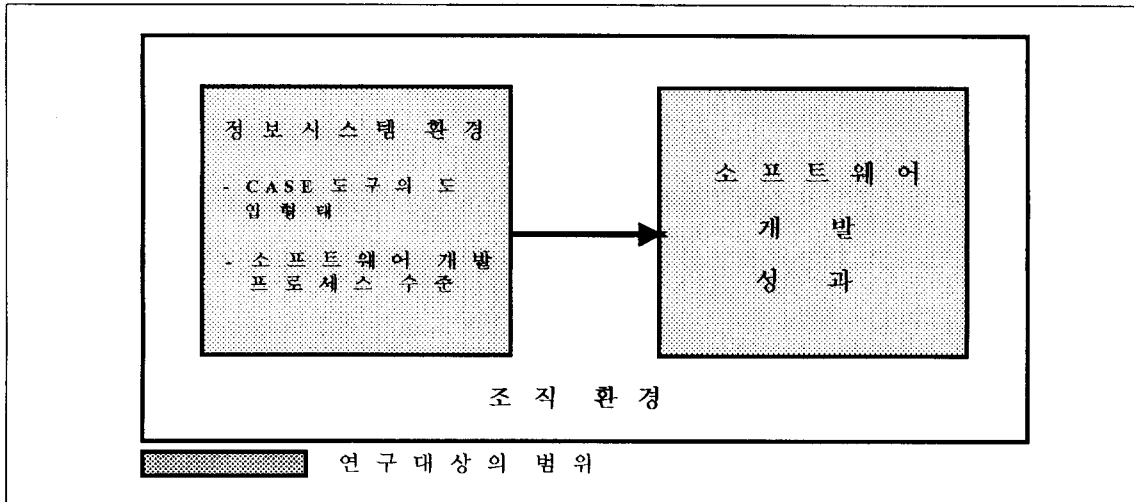 정 보 시 스 템 환 경
- CASE 도 구 의 도
입 형 태
- 소 프 트 웨 어 개 발
프 로 세 스 수 준
소 프 트 웨 어
개 발
성 과
조 직 환 경
연 구 대 상 의 범 위